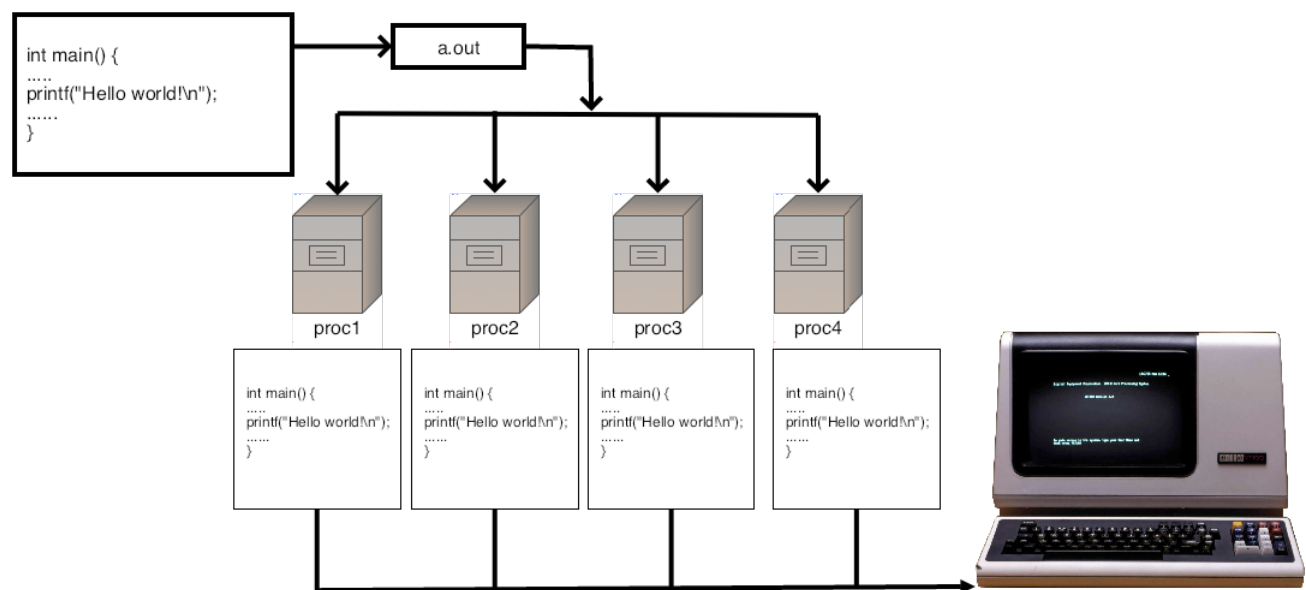 int main() {
.....
printf("Hello world!\n");
......
}
a.out
proc1
proc2
proc3
proc4
int main() {
.....
printf("Hello world!\n");
......
}
int main() {
.....
printf("Hello world!\n");
......
}
int main() {
.....
printf("Hello world!\n");
......
}
int main() {
.....
printf("Hello world!\n");
......
}